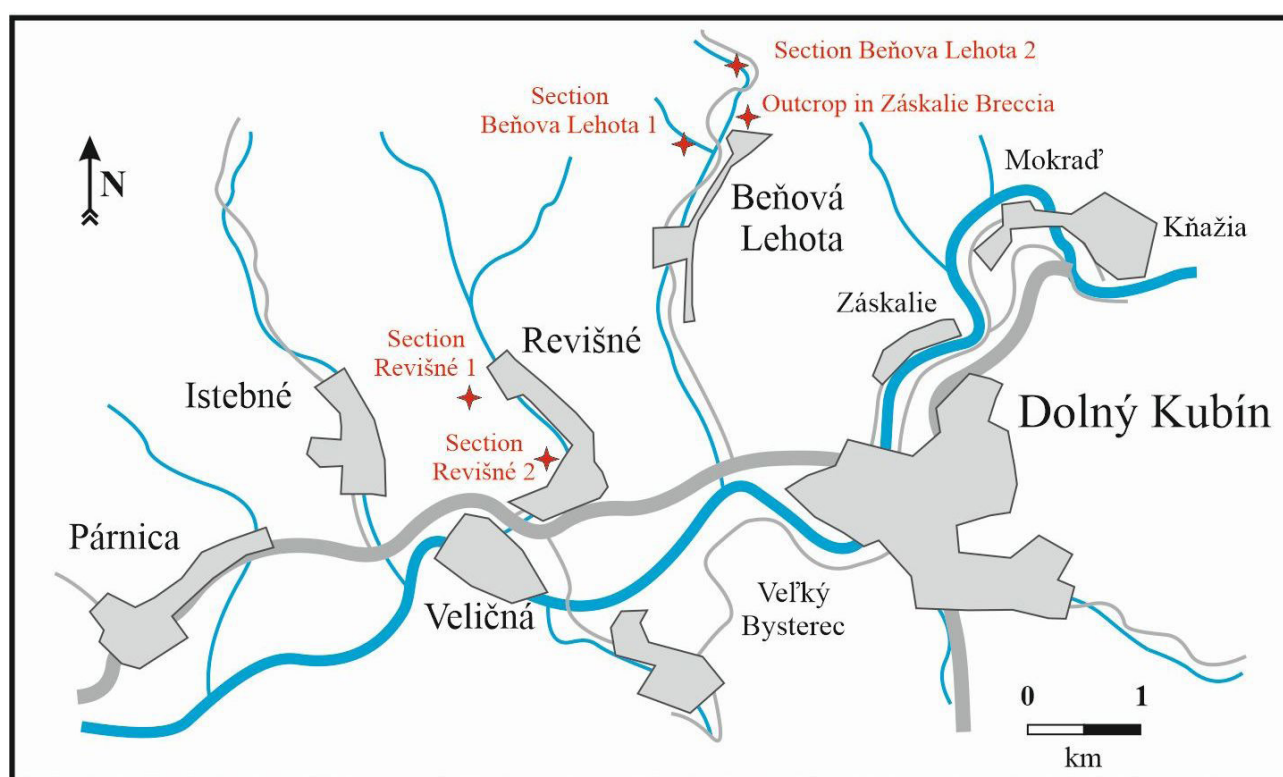 Section Beňova Lehota 2
Section
Beňova Lehota 1
Outcrop in Záskalie Breccia
N
Mokraď
Beňová
Lehota
Kňažia
Záskalie
Section
Revišné 1
Revišné
Istebné
Dolný Kubín
Section
Revišné 2
Párnica
Veličná
Veľký
Bysterec
0 1
km